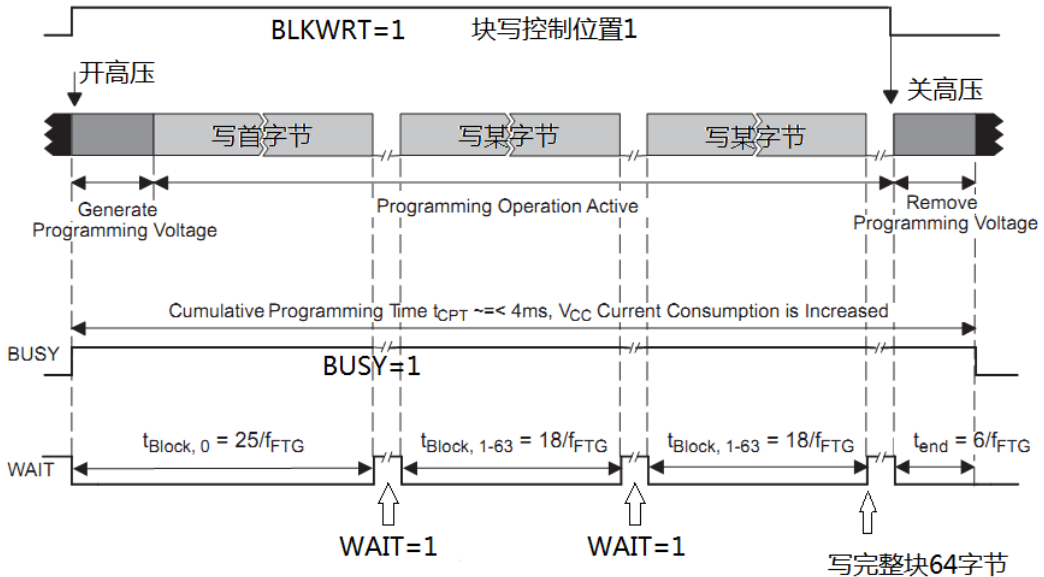 BLKWRT=1 块写控制位置1
开高压
关高压
写首字节
写某字节
写某字节
Generate
Programming Voltage
Programming Operation Active
Remove
Programming Voltage
Cumulative Programming Time tCPT ~=< 4ms, VCC Current Consumption is Increased
BUSY
BUSY=1
tBlock, 0 = 25/fFTG
tBlock, 1-63 = 18/fFTG
tBlock, 1-63 = 18/fFTG
tend = 6/fFTG
WAIT
WAIT=1
WAIT=1
写完整块64字节